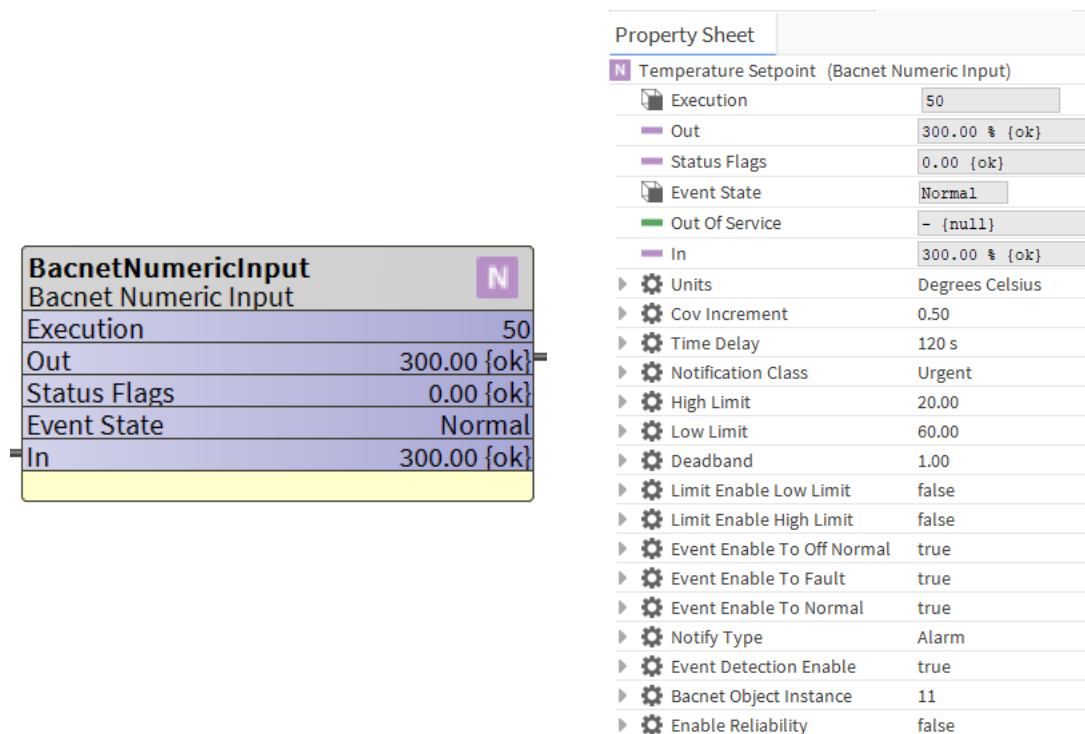 BacnetNumericInput
N
Bacnet Numeric Input
Execution 50
Out 300.00 {ok}
Status Flags 0.00 {ok}
Event State Normal
In 300.00 {ok}
Property Sheet
N Temperature Setpoint (Bacnet Numeric Input)
Execution 50
Out 300.00 % {ok}
Status Flags 0.00 {ok}
Event State Normal
Out Of Service - {null}
In 300.00 % {ok}
Units Degrees Celsius
Cov Increment 0.50
Time Delay 120 s
Notification Class Urgent
High Limit 20.00
Low Limit 60.00
Deadband 1.00
Limit Enable Low Limit false
Limit Enable High Limit false
Event Enable To Off Normal true
Event Enable To Fault true
Event Enable To Normal true
Notify Type Alarm
Event Detection Enable true
Bacnet Object Instance 11
Enable Reliability false